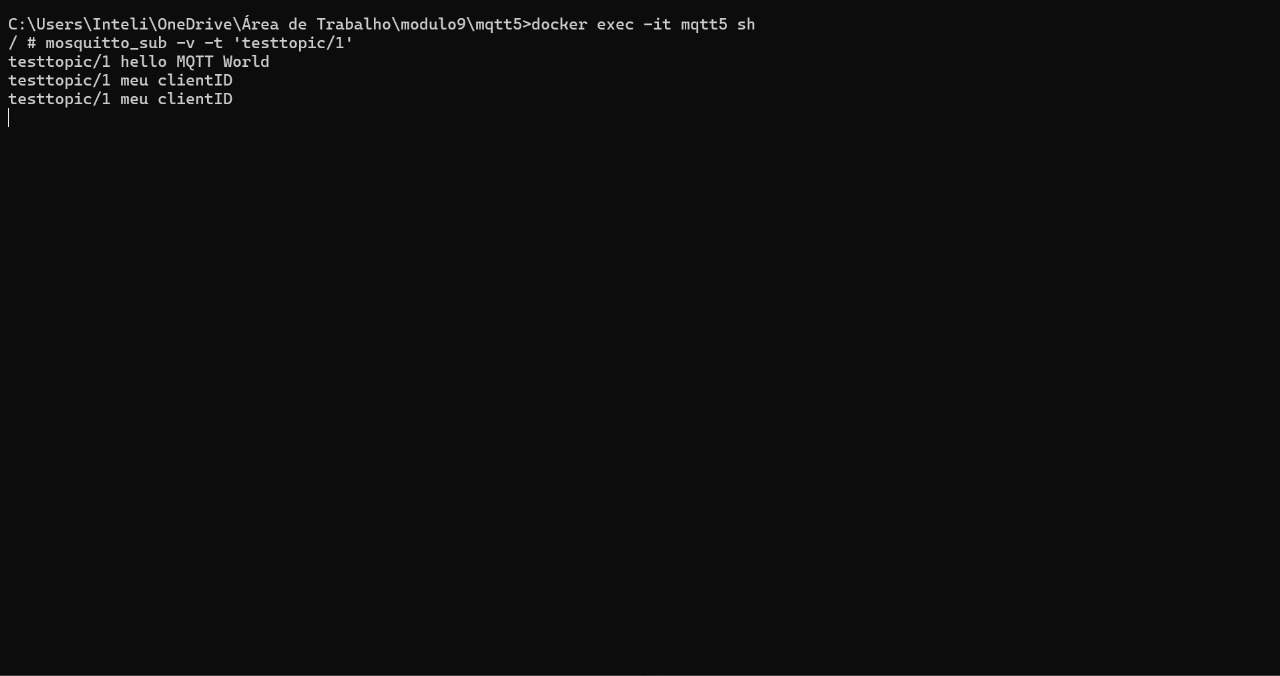 C:\Users\Inteli\OneDrive\Área de Trabalho\modulo9\mqtt5>docker exec -it mqtt5 sh
/ # mosquitto_sub -v -t 'testtopic/1'
testtopic/1 hello MQTT World
testtopic/1 meu clientID
testtopic/1 meu clientID